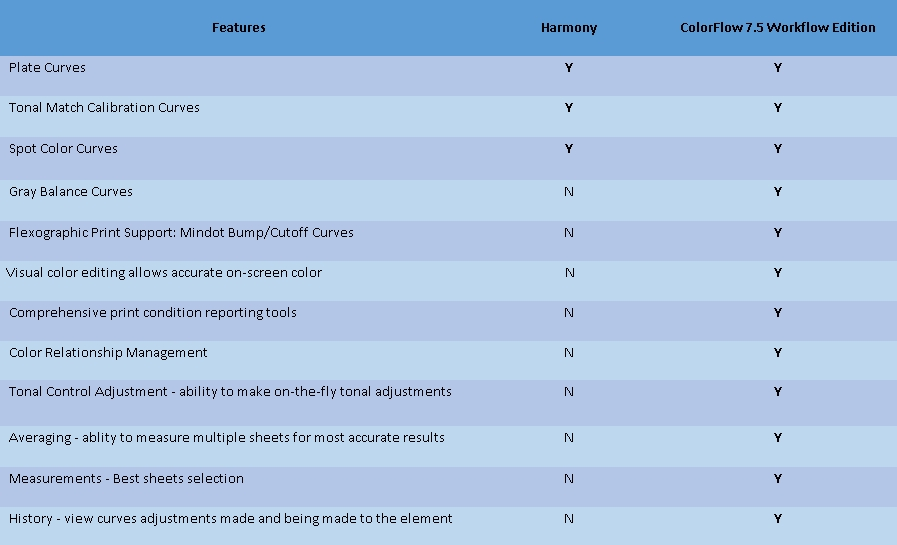 Features Harmony ColorFlow 7.5 Workflow Edition
Plate Curves Y Y
Tonal Match Calibration Curves Y Y
Spot Color Curves Y Y
Gray Balance Curves N Y
Flexographic Print Support: Mindot Bump/Cutoff Curves N Y
Visual color editing allows accurate on-screen color N Y
Comprehensive print condition reporting tools N Y
Color Relationship Management N Y
Tonal Control Adjustment - ability to make on-the-fly tonal adjustments N Y
Averaging - ablity to measure multiple sheets for most accurate results N Y
Measurements - Best sheets selection N Y
History - view curves adjustments made and being made to the element N Y